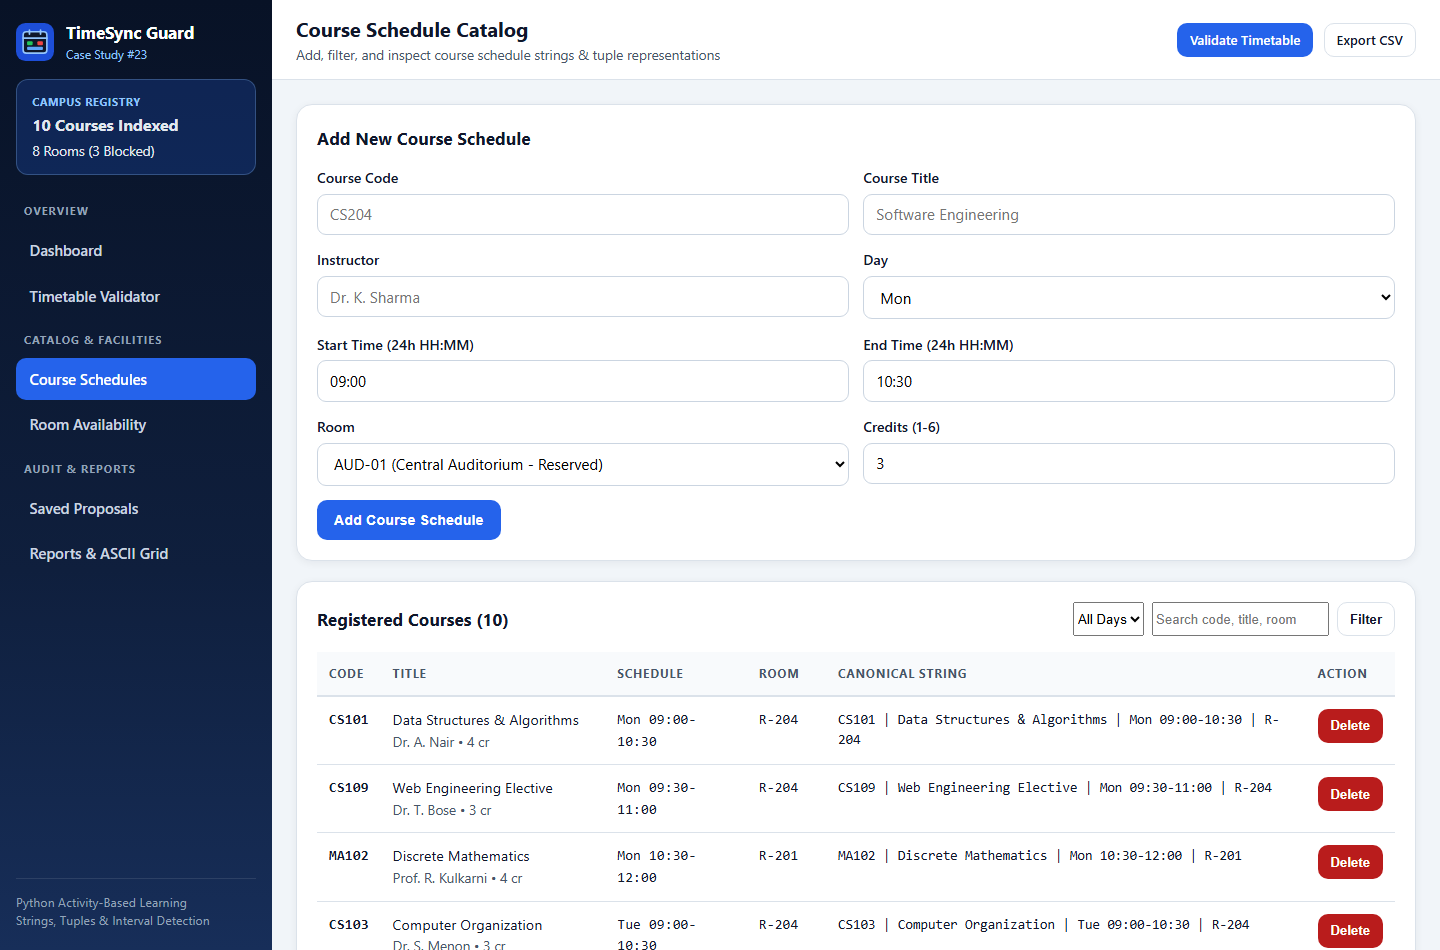 TimeSync Guard
Case Study #23
CAMPUS REGISTRY
10 Courses Indexed
8 Rooms (3 Blocked)
OVERVIEW
Dashboard
Timetable Validator
CATALOG & FACILITIES
Course Schedules
Room Availability
AUDIT & REPORTS
Saved Proposals
Reports & ASCII Grid
Python Activity-Based Learning
Strings, Tuples & Interval Detection
Course Schedule Catalog
Add, filter, and inspect course schedule strings & tuple representations
Validate Timetable
Export CSV
Add New Course Schedule
Course Code
Course Title
CS204
Software Engineering
Instructor
Day
Dr. K. Sharma
Mon
Start Time (24h HH:MM)
End Time (24h HH:MM)
09:00
10:30
Room
Credits (1-6)
AUD-01 (Central Auditorium - Reserved)
3
Add Course Schedule
Registered Courses (10)
All Days
Search code, title, room
Filter
CODE TITLE SCHEDULE ROOM CANONICAL STRING ACTION
CS101 Data Structures & Algorithms Mon 09:00- R-204 CS101 | Data Structures & Algorithms | Mon 09:00-10:30 | R- Delete
Dr. A. Nair • 4 cr 10:30 204
CS109 Web Engineering Elective Mon 09:30- R-204 CS109 | Web Engineering Elective | Mon 09:30-11:00 | R-204 Delete
Dr. T. Bose • 3 cr 11:00
MA102 Discrete Mathematics Mon 10:30- R-201 MA102 | Discrete Mathematics | Mon 10:30-12:00 | R-201 Delete
Prof. R. Kulkarni • 4 cr 12:00
CS103 Computer Organization Tue 09:00- R-204 CS103 | Computer Organization | Tue 09:00-10:30 | R-204 Delete
Dr. S. Menon • 3 cr 10:30